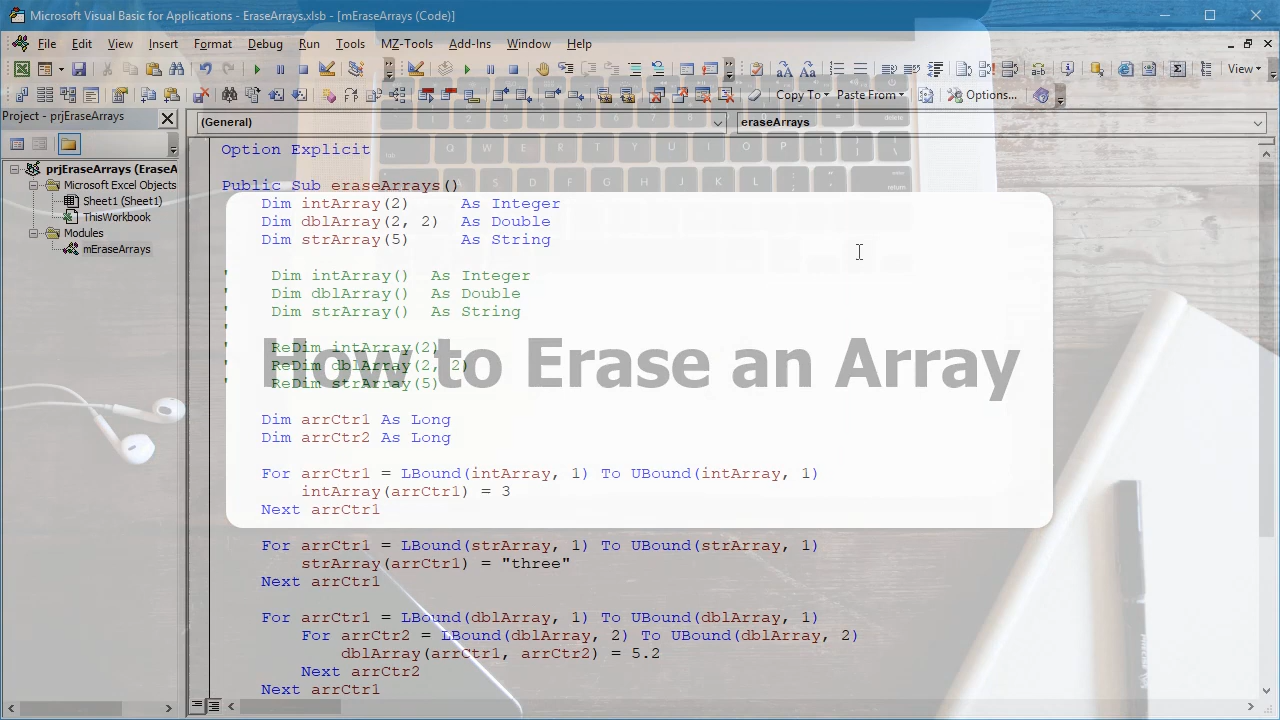 Microsoft Visual Basic for Applications - EraseArrays.xlsb - [mEraseArrays (Code)]
File Edit View Insert Format Debug Run Tools MZ-Tools Add-Ins Window Help
View
Copy To Paste From Options...
Project - prjEraseArrays
(General) eraseArrays
prjEraseArrays (EraseA
Microsoft Excel Objects
Sheet1 (Sheet1)
ThisWorkbook
Modules
mEraseArrays
Option Explicit
Public Sub eraseArrays()
Dim intArray(2) As Integer
Dim dblArray(2, 2) As Double
Dim strArray(5) As String
' Dim intArray() As Integer
' Dim dblArray() As Double
' Dim strArray() As String
'
' ReDim intArray(2)
' ReDim dblArray(2, 2)
' ReDim strArray(5)
How to Erase an Array
Dim arrCtr1 As Long
Dim arrCtr2 As Long
For arrCtr1 = LBound(intArray, 1) To UBound(intArray, 1)
intArray(arrCtr1) = 3
Next arrCtr1
For arrCtr1 = LBound(strArray, 1) To UBound(strArray, 1)
strArray(arrCtr1) = "three"
Next arrCtr1
For arrCtr1 = LBound(dblArray, 1) To UBound(dblArray, 1)
For arrCtr2 = LBound(dblArray, 2) To UBound(dblArray, 2)
dblArray(arrCtr1, arrCtr2) = 5.2
Next arrCtr2
Next arrCtr1